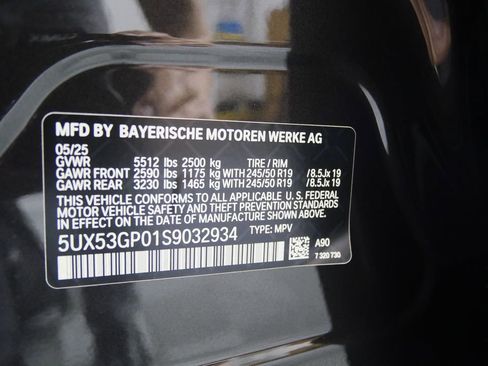 MFD BY BAYERISCHE MOTOREN WERKE AG
05/25
GVWR 5512 lbs 2500 kg TIRE / RIM
GAWR FRONT 2590 lbs 1175 kg WITH 245/50 R19 / 8.5Jx 19
GAWR REAR 3230 lbs 1465 kg WITH 245/50 R19 / 8.5Jx 19
THIS VEHICLE CONFORMS TO ALL APPLICABLE U.S. FEDERAL
MOTOR VEHICLE SAFETY AND THEFT PREVENTION STANDARDS
IN EFFECT ON THE DATE OF MANUFACTURE SHOWN ABOVE.
5UX53GP01S9032934 TYPE: MPV
A90
7 320 730